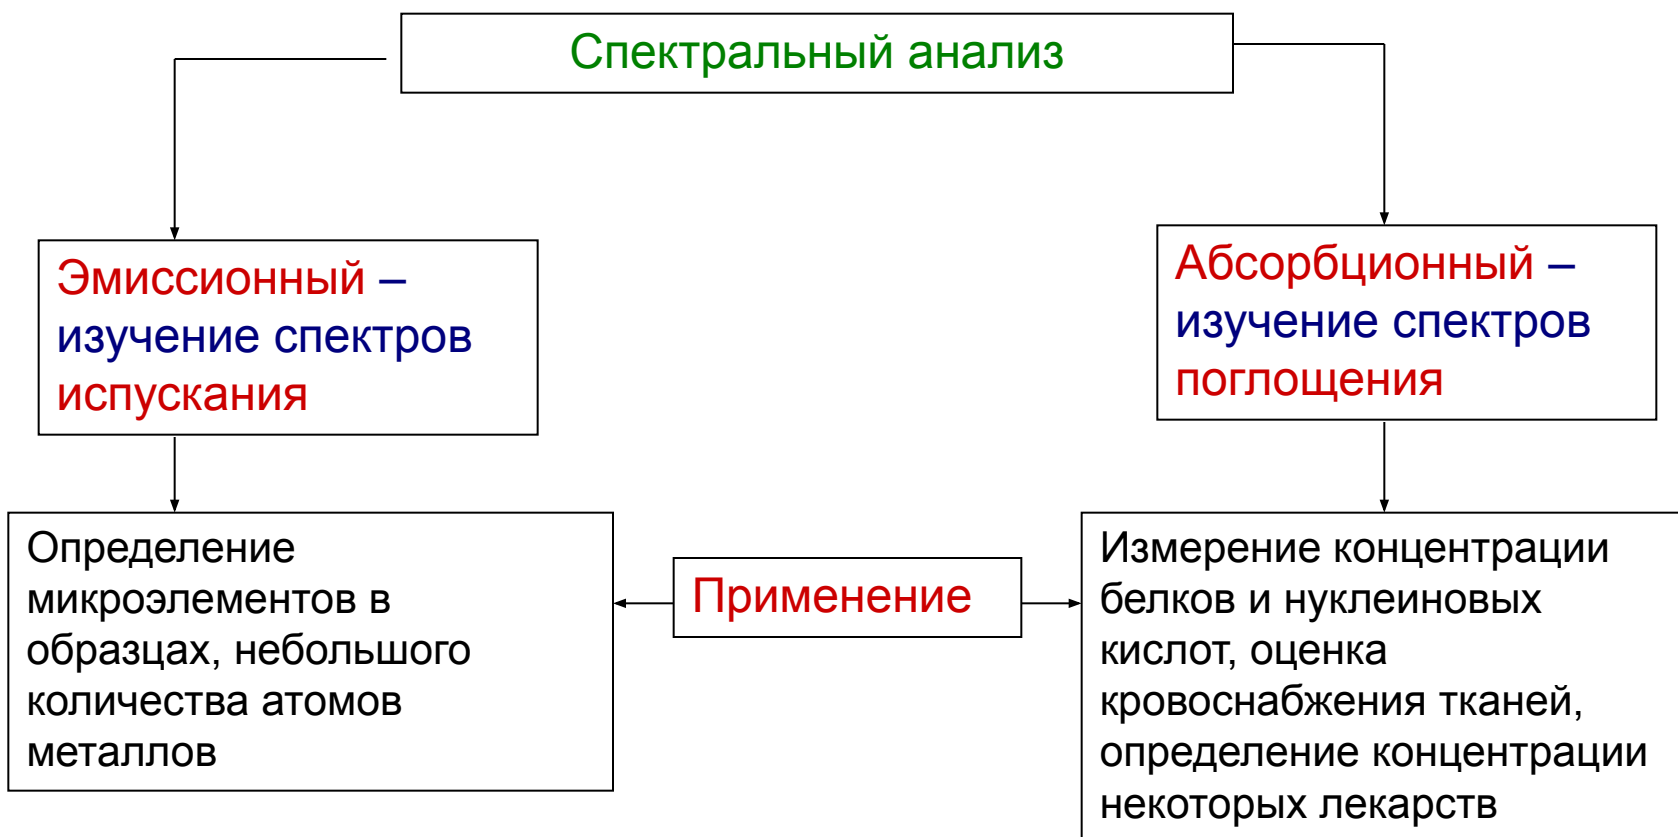 Спектральный анализ
Эмиссионный –
изучение спектров
испускания
Абсорбционный –
изучение спектров
поглощения
Определение
микроэлементов в
образцах, небольшого
количества атомов
металлов
Применение
Измерение концентрации
белков и нуклеиновых
кислот, оценка
кровоснабжения тканей,
определение концентрации
некоторых лекарств